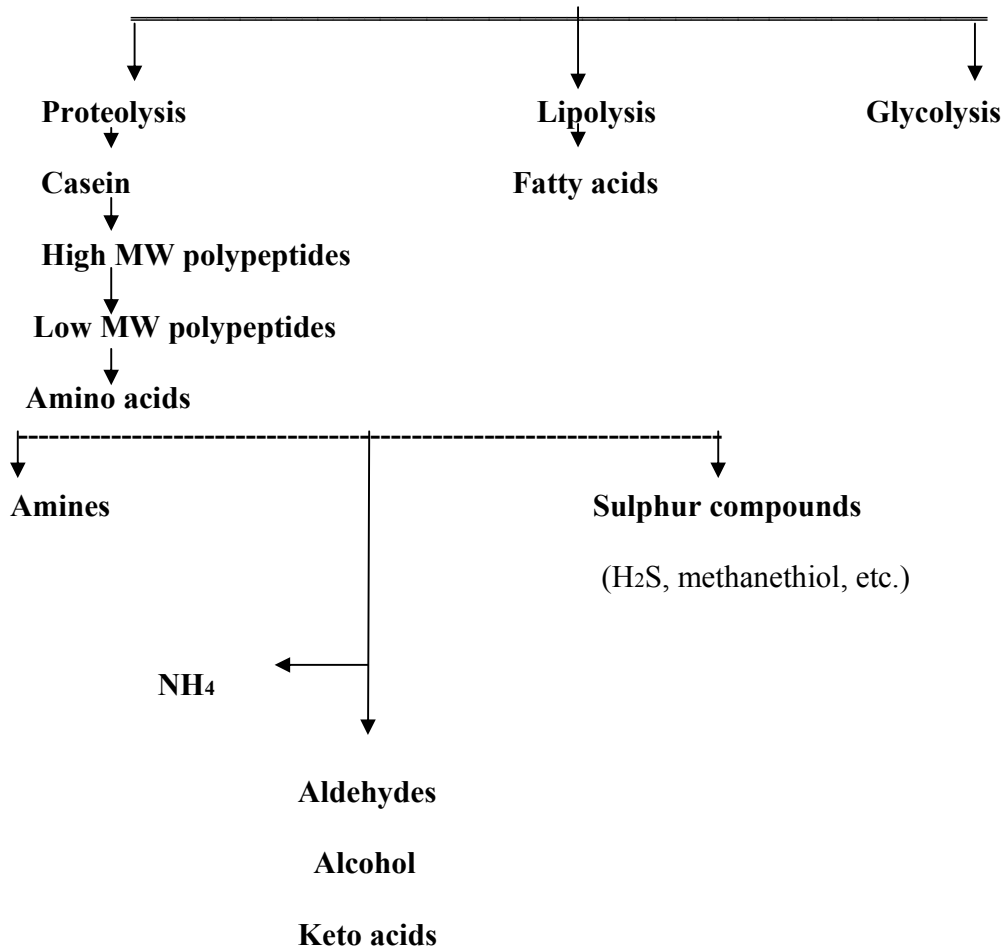 Proteolysis Lipolysis Glycolysis
Casein Fatty acids
High MW polypeptides
Low MW polypeptides
Amino acids
Amines Sulphur compounds
(H2S, methanethiol, etc.)
NH4
Aldehydes
Alcohol
Keto acids